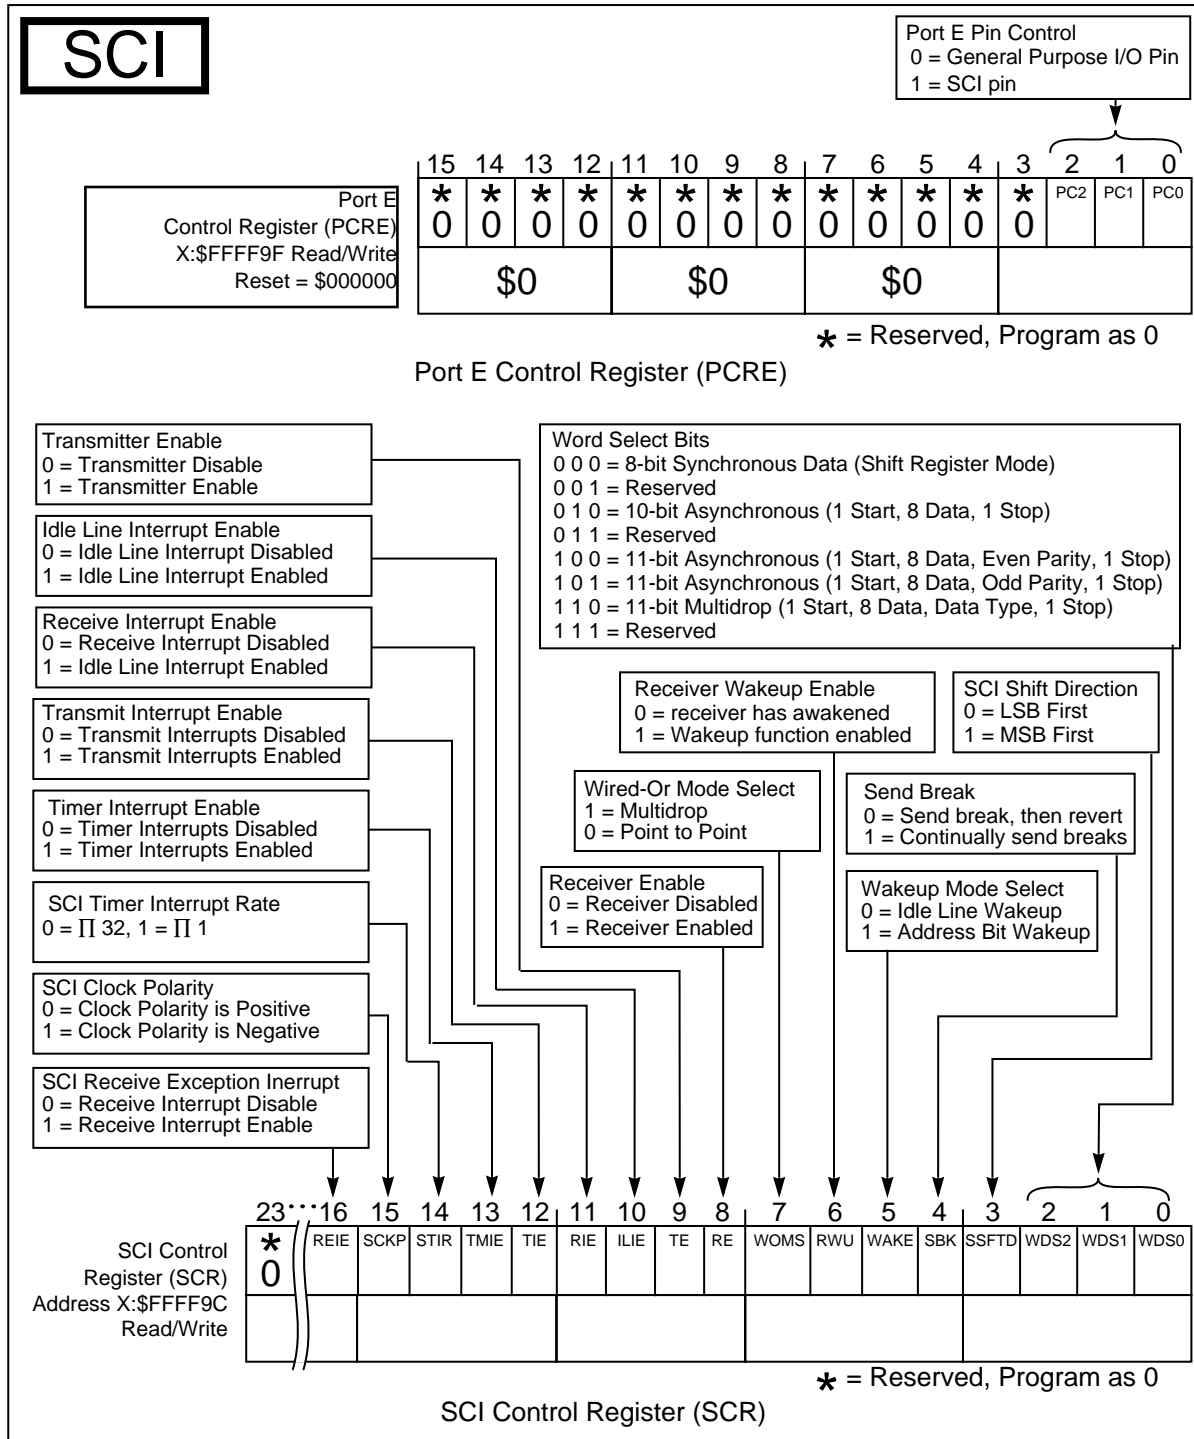 SCI
Port E Pin Control
0 = General Purpose I/O Pin
1 = SCI pin
15 14 13 12 11 10 9 8 7 6 5 4 3 2 1 0
Port E
Control Register (PCRE)
X:$FFFF9F Read/Write
Reset = $000000
* * * * * * * * * * * * * PC2 PC1 PC0
0 0 0 0 0 0 0 0 0 0 0 0 0
$0 $0 $0
* = Reserved, Program as 0
Port E Control Register (PCRE)
Transmitter Enable
0 = Transmitter Disable
1 = Transmitter Enable
Idle Line Interrupt Enable
0 = Idle Line Interrupt Disabled
1 = Idle Line Interrupt Enabled
Receive Interrupt Enable
0 = Receive Interrupt Disabled
1 = Idle Line Interrupt Enabled
Transmit Interrupt Enable
0 = Transmit Interrupts Disabled
1 = Transmit Interrupts Enabled
Timer Interrupt Enable
0 = Timer Interrupts Disabled
1 = Timer Interrupts Enabled
SCI Timer Interrupt Rate
0 = ∏ 32, 1 = ∏ 1
SCI Clock Polarity
0 = Clock Polarity is Positive
1 = Clock Polarity is Negative
SCI Receive Exception Inerrupt
0 = Receive Interrupt Disable
1 = Receive Interrupt Enable
Word Select Bits
0 0 0 = 8-bit Synchronous Data (Shift Register Mode)
0 0 1 = Reserved
0 1 0 = 10-bit Asynchronous (1 Start, 8 Data, 1 Stop)
0 1 1 = Reserved
1 0 0 = 11-bit Asynchronous (1 Start, 8 Data, Even Parity, 1 Stop)
1 0 1 = 11-bit Asynchronous (1 Start, 8 Data, Odd Parity, 1 Stop)
1 1 0 = 11-bit Multidrop (1 Start, 8 Data, Data Type, 1 Stop)
1 1 1 = Reserved
Receiver Wakeup Enable
0 = receiver has awakened
1 = Wakeup function enabled
SCI Shift Direction
0 = LSB First
1 = MSB First
Wired-Or Mode Select
1 = Multidrop
0 = Point to Point
Send Break
0 = Send break, then revert
1 = Continually send breaks
Receiver Enable
0 = Receiver Disabled
1 = Receiver Enabled
Wakeup Mode Select
0 = Idle Line Wakeup
1 = Address Bit Wakeup
23 ··· 16 15 14 13 12 11 10 9 8 7 6 5 4 3 2 1 0
SCI Control
Register (SCR)
Address X:$FFFF9C
Read/Write
* REIE SCKP STIR TMIE TIE RIE ILIE TE RE WOMS RWU WAKE SBK SSFTD WDS2 WDS1 WDS0
0
* = Reserved, Program as 0
SCI Control Register (SCR)